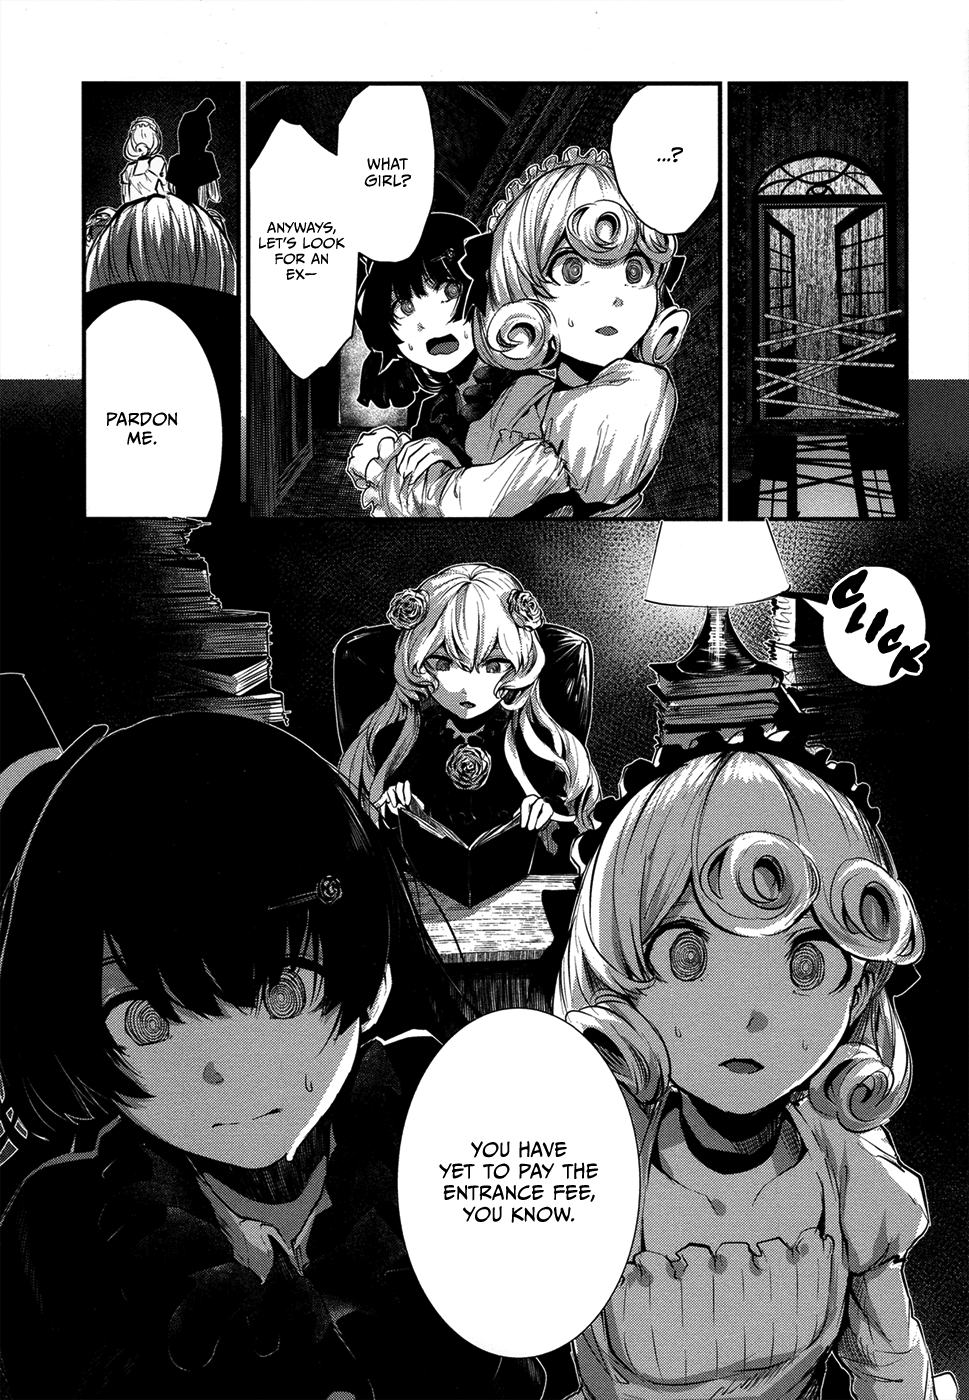 ...?
WHAT
GIRL?
ANYWAYS,
LET'S LOOK
FOR AN
EX—
PARDON
ME.
CLICK
YOU HAVE
YET TO PAY THE
ENTRANCE FEE,
YOU KNOW.